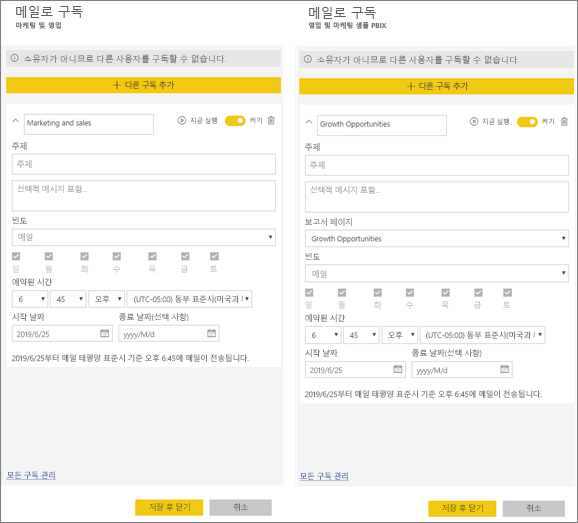 메일로 구독
마케팅 및 영업
소유자가 아니므로 다른 사용자를 구독할 수 없습니다.
+ 다른 구독 추가
Marketing and sales
지금 실행
켜기
주제
주제
선택적 메시지 포함...
빈도
매일
일 월 화 수 목 금 토
예약된 시간
6 45 오후 (UTC-05:00) 동부 표준시(미국과
시작 날짜 종료 날짜(선택 사항)
2019/6/25 yyyy/M/d
2019/6/25부터 매일 태평양 표준시 기준 오후 6:45에 메일이 전송됩니다.
모든 구독 관리
저장 후 닫기 취소
메일로 구독
영업 및 마케팅 샘플 PBIX
소유자가 아니므로 다른 사용자를 구독할 수 없습니다.
+ 다른 구독 추가
Growth Opportunities
지금 실행
켜기
주제
주제
선택적 메시지 포함...
보고서 페이지
Growth Opportunities
빈도
매일
일 월 화 수 목 금 토
예약된 시간
6 45 오후 (UTC-05:00) 동부 표준시(미국과
시작 날짜 종료 날짜(선택 사항)
2019/6/25 yyyy/M/d
2019/6/25부터 매일 태평양 표준시 기준 오후 6:45에 메일이 전송됩니다.
모든 구독 관리
저장 후 닫기 취소